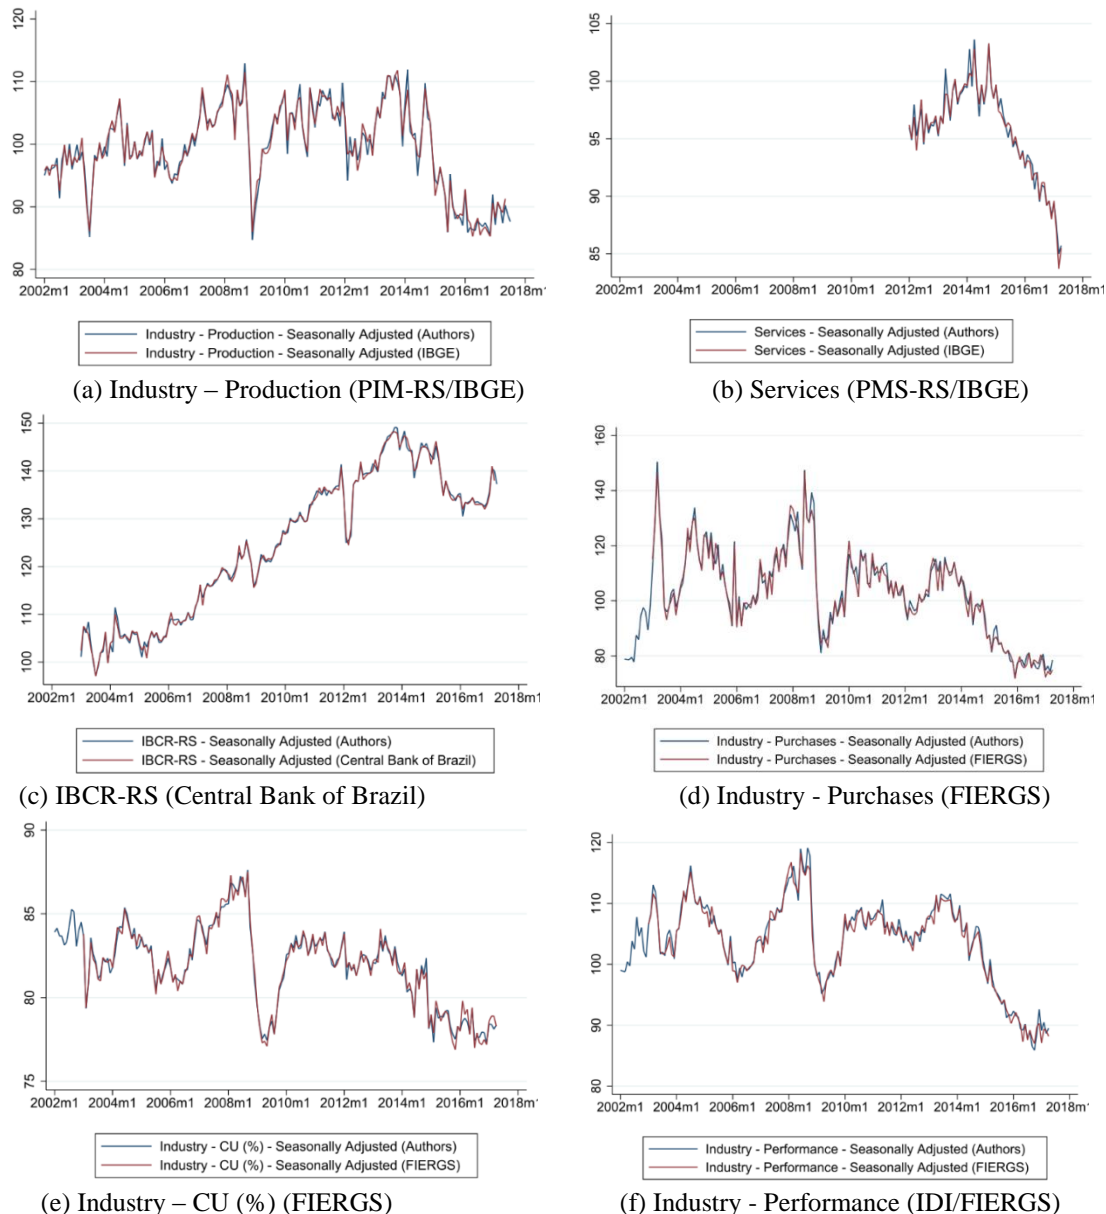 120
110
100
90
80
2002m1 2004m1 2006m1 2008m1 2010m1 2012m1 2014m1 2016m1 2018m1
Industry - Production - Seasonally Adjusted (Authors)
Industry - Production - Seasonally Adjusted (IBGE)
(a) Industry – Production (PIM-RS/IBGE)
105
100
95
90
85
2002m1 2004m1 2006m1 2008m1 2010m1 2012m1 2014m1 2016m1 2018m1
Services - Seasonally Adjusted (Authors)
Services - Seasonally Adjusted (IBGE)
(b) Services (PMS-RS/IBGE)
150
140
130
120
110
100
2002m1 2004m1 2006m1 2008m1 2010m1 2012m1 2014m1 2016m1 2018m1
IBCR-RS - Seasonally Adjusted (Authors)
IBCR-RS - Seasonally Adjusted (Central Bank of Brazil)
(c) IBCR-RS (Central Bank of Brazil)
160
140
120
100
80
2002m1 2004m1 2006m1 2008m1 2010m1 2012m1 2014m1 2016m1 2018m1
Industry - Purchases - Seasonally Adjusted (Authors)
Industry - Purchases - Seasonally Adjusted (FIERGS)
(d) Industry - Purchases (FIERGS)
90
85
80
75
2002m1 2004m1 2006m1 2008m1 2010m1 2012m1 2014m1 2016m1 2018m1
Industry - CU (%) - Seasonally Adjusted (Authors)
Industry - CU (%) - Seasonally Adjusted (FIERGS)
(e) Industry – CU (%) (FIERGS)
120
110
100
90
80
2002m1 2004m1 2006m1 2008m1 2010m1 2012m1 2014m1 2016m1 2018m1
Industry - Performance - Seasonally Adjusted (Authors)
Industry - Performance - Seasonally Adjusted (FIERGS)
(f) Industry - Performance (IDI/FIERGS)